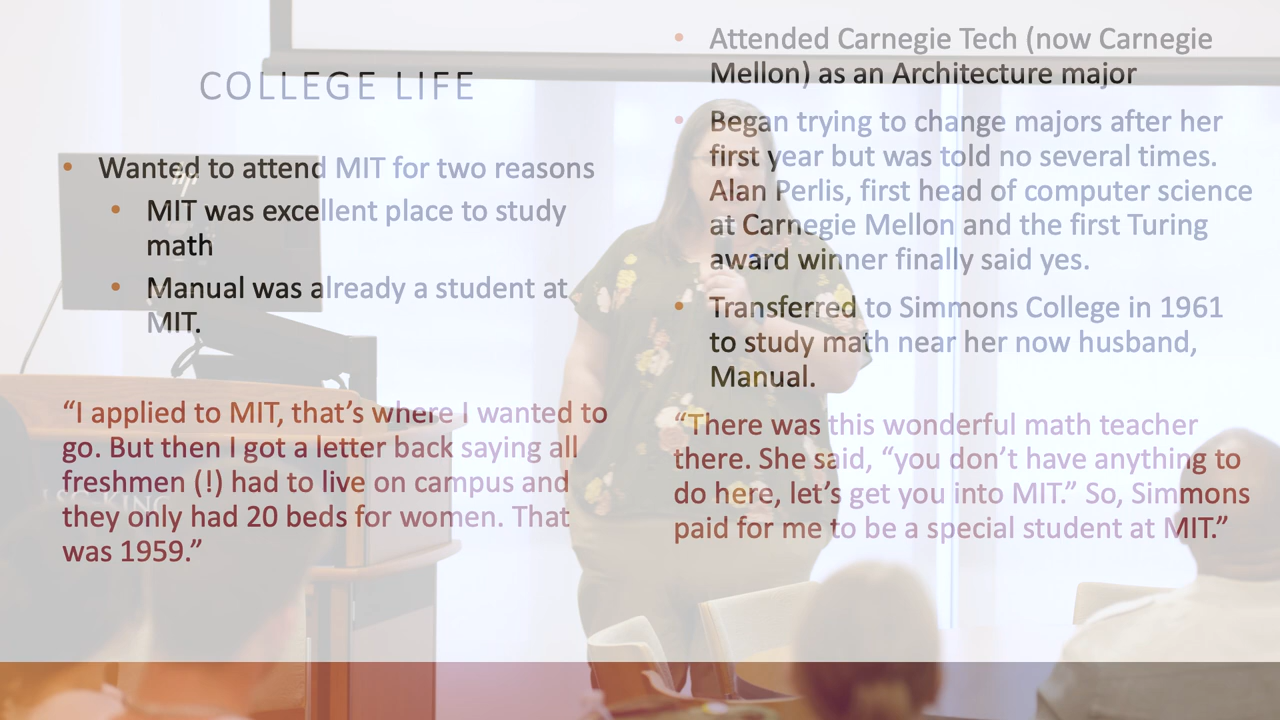 COLLEGE LIFE
• Wanted to attend MIT for two reasons
• MIT was excellent place to study
math
• Manual was already a student at
MIT.
“I applied to MIT, that’s where I wanted to
go. But then I got a letter back saying all
freshmen (!) had to live on campus and
they only had 20 beds for women. That
was 1959.”
• Attended Carnegie Tech (now Carnegie
Mellon) as an Architecture major
• Began trying to change majors after her
first year but was told no several times.
Alan Perlis, first head of computer science
at Carnegie Mellon and the first Turing
award winner finally said yes.
• Transferred to Simmons College in 1961
to study math near her now husband,
Manual.
“There was this wonderful math teacher
there. She said, “you don’t have anything to
do here, let’s get you into MIT.” So, Simmons
paid for me to be a special student at MIT.”